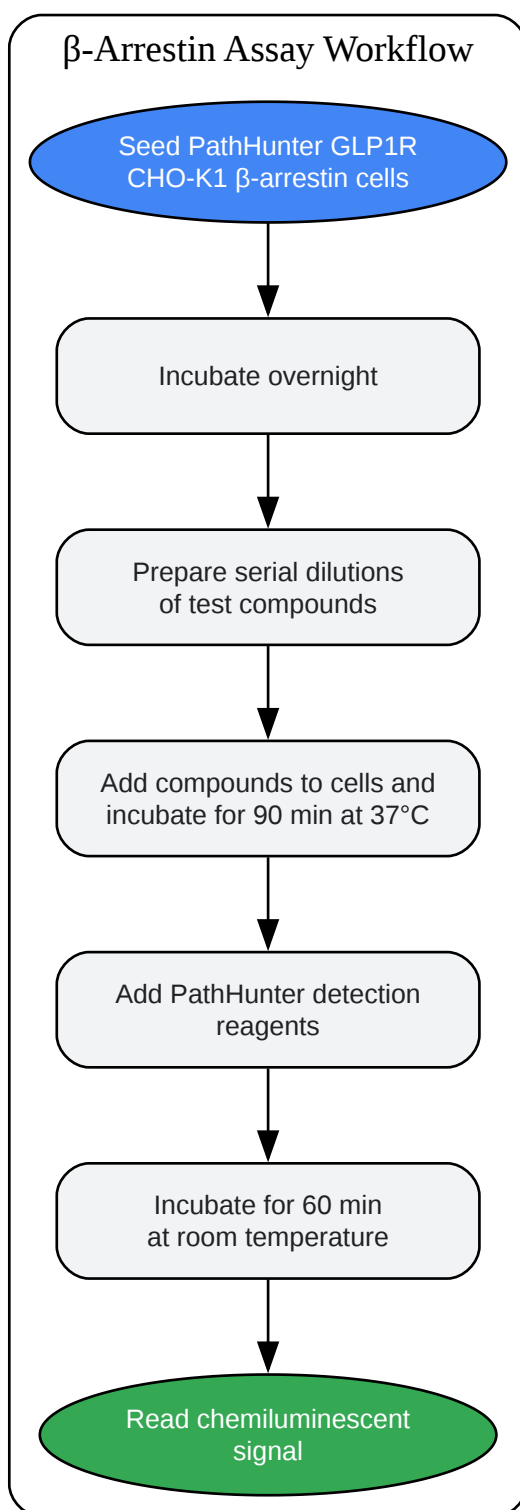 β-Arrestin Assay Workflow
Seed PathHunter GLP1R
CHO-K1 β-arrestin cells
Incubate overnight
Prepare serial dilutions
of test compounds
Add compounds to cells and
incubate for 90 min at 37°C
Add PathHunter detection
reagents
Incubate for 60 min
at room temperature
Read chemiluminescent
signal